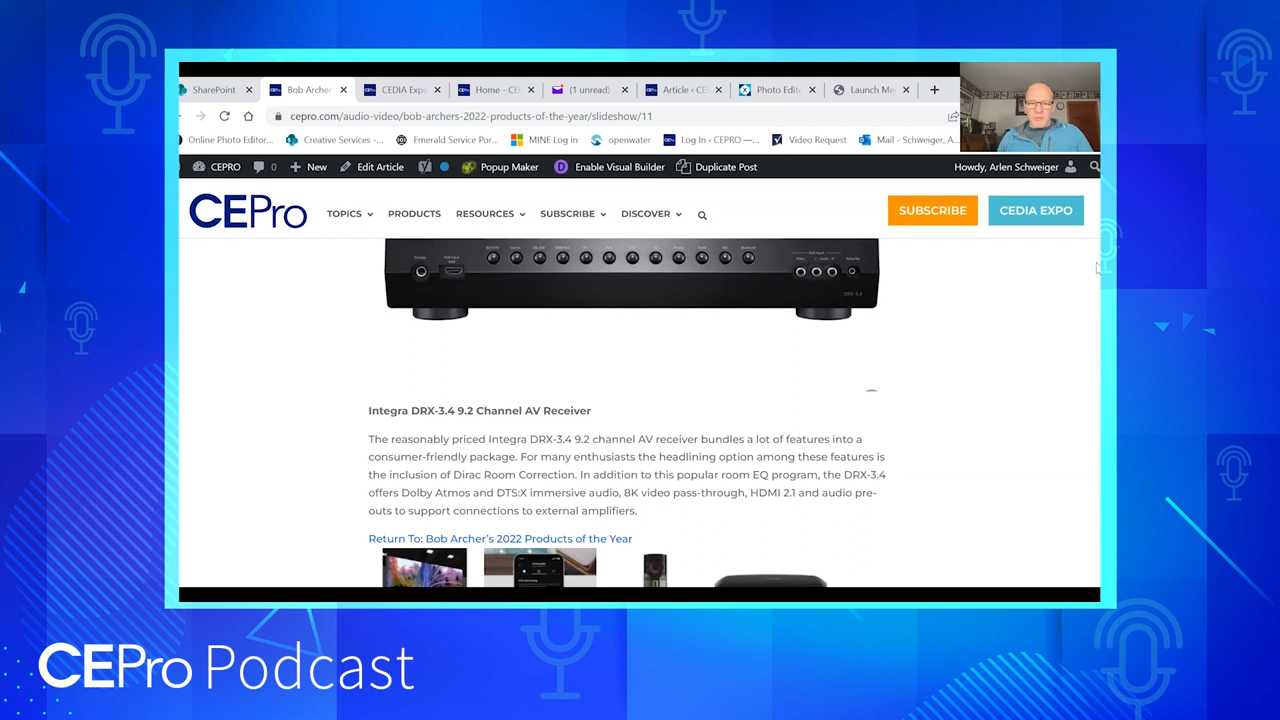 SharePoint
Bob Archer
CEDIA Exp
Home - CE
(1 unread)
Article ‹ CE
Photo Edit
Launch Me
cepro.com/audio-video/bob-archers-2022-products-of-the-year/slideshow/11
Online Photo Editor...
Creative Services -...
Emerald Service Por...
MINE Log in
openwater
Log In ‹ CEPRO —...
Video Request
Mail - Schweiger, A...
CEPRO
0
New
Edit Article
Popup Maker
D
Enable Visual Builder
Duplicate Post
Howdy, Arlen Schweiger
CEPro
TOPICS
PRODUCTS
RESOURCES
SUBSCRIBE
DISCOVER
SUBSCRIBE
CEDIA EXPO
DRX-3.4
Integra DRX-3.4 9.2 Channel AV Receiver
The reasonably priced Integra DRX-3.4 9.2 channel AV receiver bundles a lot of features into a
consumer-friendly package. For many enthusiasts the headlining option among these features is
the inclusion of Dirac Room Correction. In addition to this popular room EQ program, the DRX-3.4
offers Dolby Atmos and DTS:X immersive audio, 8K video pass-through, HDMI 2.1 and audio pre-
outs to support connections to external amplifiers.
Return To: Bob Archer's 2022 Products of the Year
CEPro Podcast